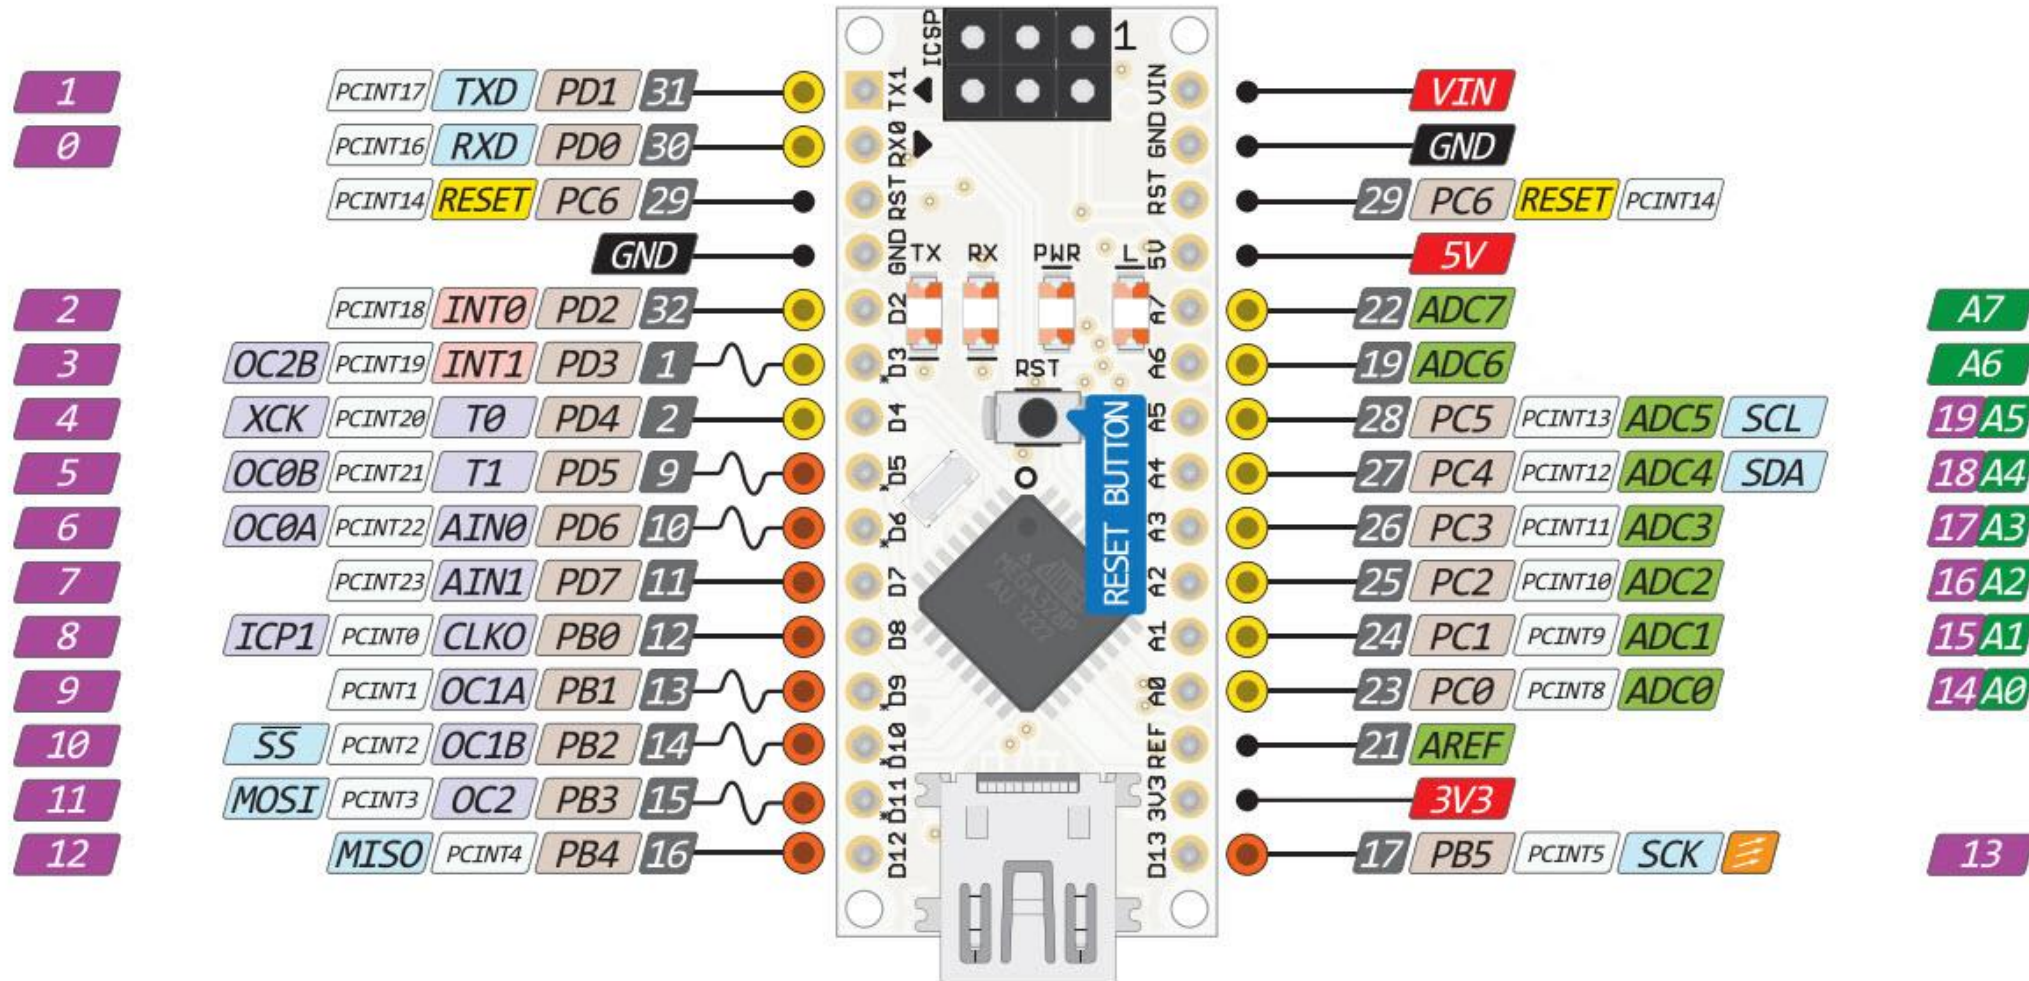 ICSP 1
1 PCINT17 TXD PD1 31 TX1 VIN VIN
0 PCINT16 RXD PD0 30 RX0 GND GND
PCINT14 RESET PC6 29 RST RST 29 PC6 RESET PCINT14
GND GND TX RX PWR L 5V 5V
2 PCINT18 INT0 PD2 32 D2 A7 22 ADC7 A7
3 OC2B PCINT19 INT1 PD3 1 *D3 RST A6 19 ADC6 A6
4 XCK PCINT20 T0 PD4 2 D4 A5 28 PC5 PCINT13 ADC5 SCL 19 A5
5 OC0B PCINT21 T1 PD5 9 *D5 A4 27 PC4 PCINT12 ADC4 SDA 18 A4
RESET BUTTON
6 OC0A PCINT22 AIN0 PD6 10 *D6 A3 26 PC3 PCINT11 ADC3 17 A3
7 PCINT23 AIN1 PD7 11 D7 A2 25 PC2 PCINT10 ADC2 16 A2
MEGA328P
AU 1227
8 ICP1 PCINT0 CLKO PB0 12 D8 A1 24 PC1 PCINT9 ADC1 15 A1
9 PCINT1 OC1A PB1 13 *D9 A0 23 PC0 PCINT8 ADC0 14 A0
10 SS PCINT2 OC1B PB2 14 *D10 REF 21 AREF
11 MOSI PCINT3 OC2 PB3 15 *D11 3V3 3V3
12 MISO PCINT4 PB4 16 D12 D13 17 PB5 PCINT5 SCK 13